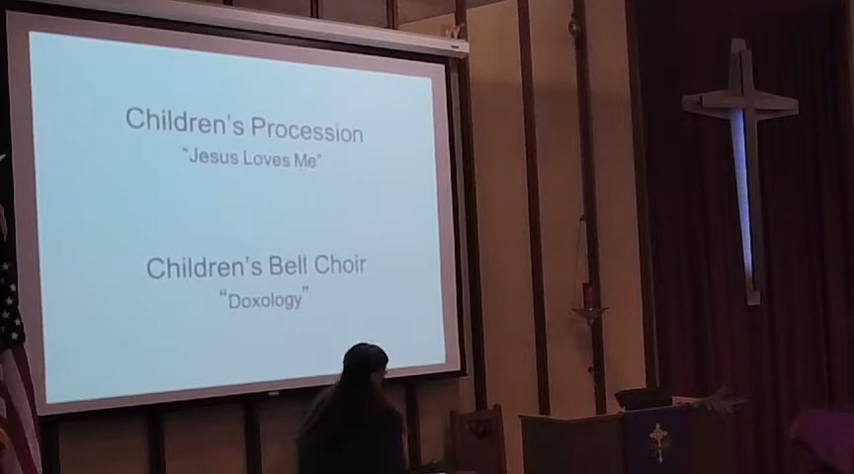 Children's Procession
"Jesus Loves Me"
Children's Bell Choir
"Doxology"